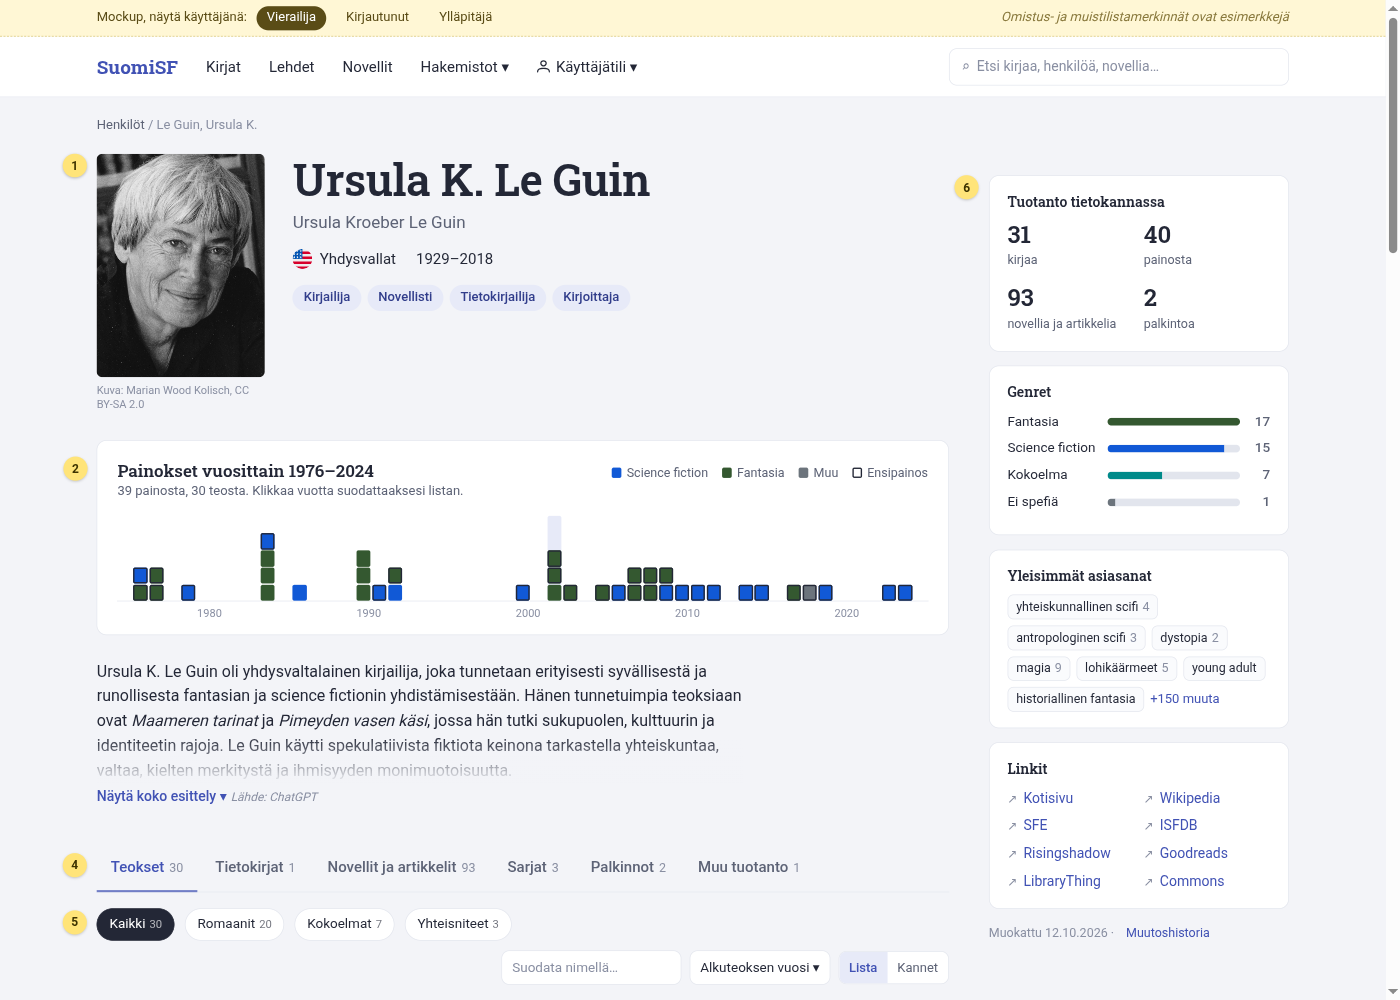 Mockup, näytä käyttäjänä: Vierailija Kirjautunut Ylläpitäjä Omistus- ja muistilistamerkinnät ovat esimerkkejä
SuomiSF Kirjat Lehdet Novellit Hakemistot ▾ Käyttäjätili ▾ Etsi kirjaa, henkilöä, novellia…
Henkilöt / Le Guin, Ursula K.
1
Ursula K. Le Guin
Ursula Kroeber Le Guin
Yhdysvallat 1929–2018
Kirjailija Novellisti Tietokirjailija Kirjoittaja
Kuva: Marian Wood Kolisch, CC
BY-SA 2.0
2
Painokset vuosittain 1976–2024
39 painosta, 30 teosta. Klikkaa vuotta suodattaaksesi listan.
Science fiction Fantasia Muu Ensipainos
1980 1990 2000 2010 2020
Ursula K. Le Guin oli yhdysvaltalainen kirjailija, joka tunnetaan erityisesti syvällisestä ja
runollisesta fantasian ja science fictionin yhdistämisestään. Hänen tunnetuimpia teoksiaan
ovat Maameren tarinat ja Pimeyden vasen käsi, jossa hän tutki sukupuolen, kulttuurin ja
identiteetin rajoja. Le Guin käytti spekulatiivista fiktiota keinona tarkastella yhteiskuntaa,
valtaa, kielten merkitystä ja ihmisyyden monimuotoisuutta.
Näytä koko esittely ▾ Lähde: ChatGPT
4
Teokset 30 Tietokirjat 1 Novellit ja artikkelit 93 Sarjat 3 Palkinnot 2 Muu tuotanto 1
5
Kaikki 30 Romaanit 20 Kokoelmat 7 Yhteisniteet 3
Suodata nimellä… Alkuteoksen vuosi ▾ Lista Kannet
6
Tuotanto tietokannassa
31 40
kirjaa painosta
93 2
novellia ja artikkelia palkintoa
Genret
Fantasia 17
Science fiction 15
Kokoelma 7
Ei spefiä 1
Yleisimmät asiasanat
yhteiskunnallinen scifi 4
antropologinen scifi 3 dystopia 2
magia 9 lohikäärmeet 5 young adult
historiallinen fantasia +150 muuta
Linkit
↗ Kotisivu ↗ Wikipedia
↗ SFE ↗ ISFDB
↗ Risingshadow ↗ Goodreads
↗ LibraryThing ↗ Commons
Muokattu 12.10.2026 · Muutoshistoria